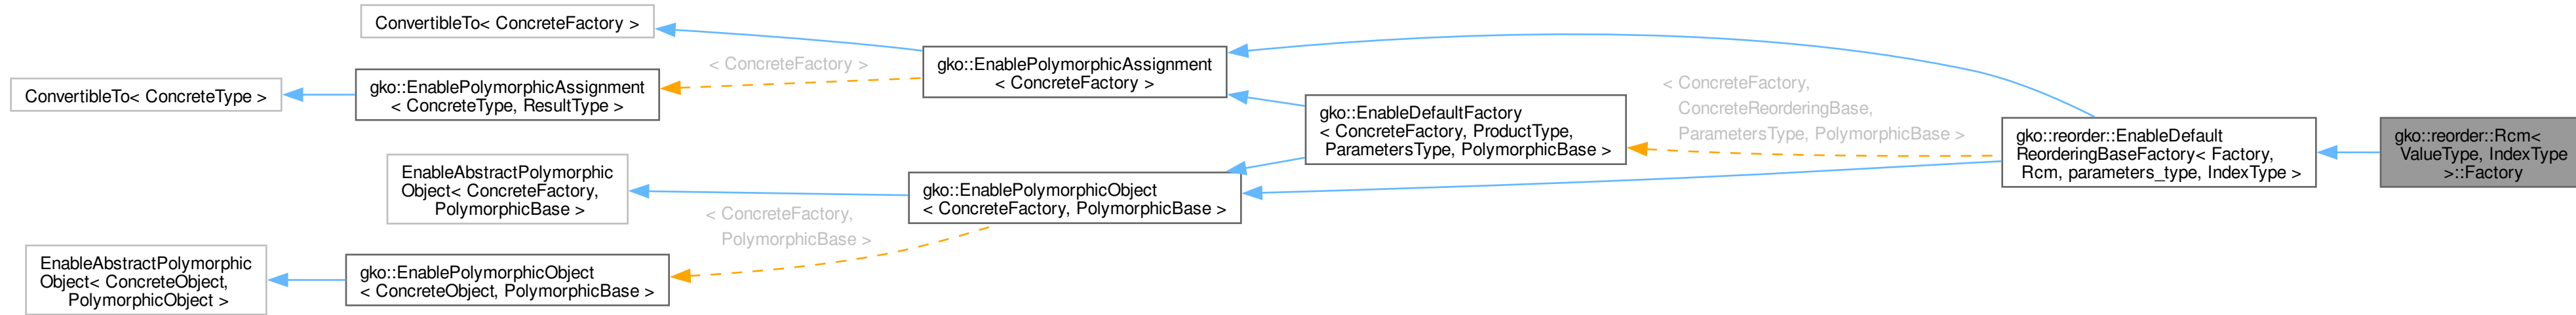 ConvertibleTo< ConcreteFactory >
ConvertibleTo< ConcreteType >
gko::EnablePolymorphicAssignment
< ConcreteType, ResultType >
< ConcreteFactory >
gko::EnablePolymorphicAssignment
< ConcreteFactory >
EnableAbstractPolymorphic
Object< ConcreteFactory,
PolymorphicBase >
EnableAbstractPolymorphic
Object< ConcreteObject,
PolymorphicObject >
gko::EnablePolymorphicObject
< ConcreteObject, PolymorphicBase >
< ConcreteFactory,
PolymorphicBase >
gko::EnablePolymorphicObject
< ConcreteFactory, PolymorphicBase >
gko::EnableDefaultFactory
< ConcreteFactory, ProductType,
ParametersType, PolymorphicBase >
< ConcreteFactory,
ConcreteReorderingBase,
ParametersType, PolymorphicBase >
gko::reorder::EnableDefault
ReorderingBaseFactory< Factory,
Rcm, parameters_type, IndexType >
gko::reorder::Rcm<
ValueType, IndexType
>::Factory